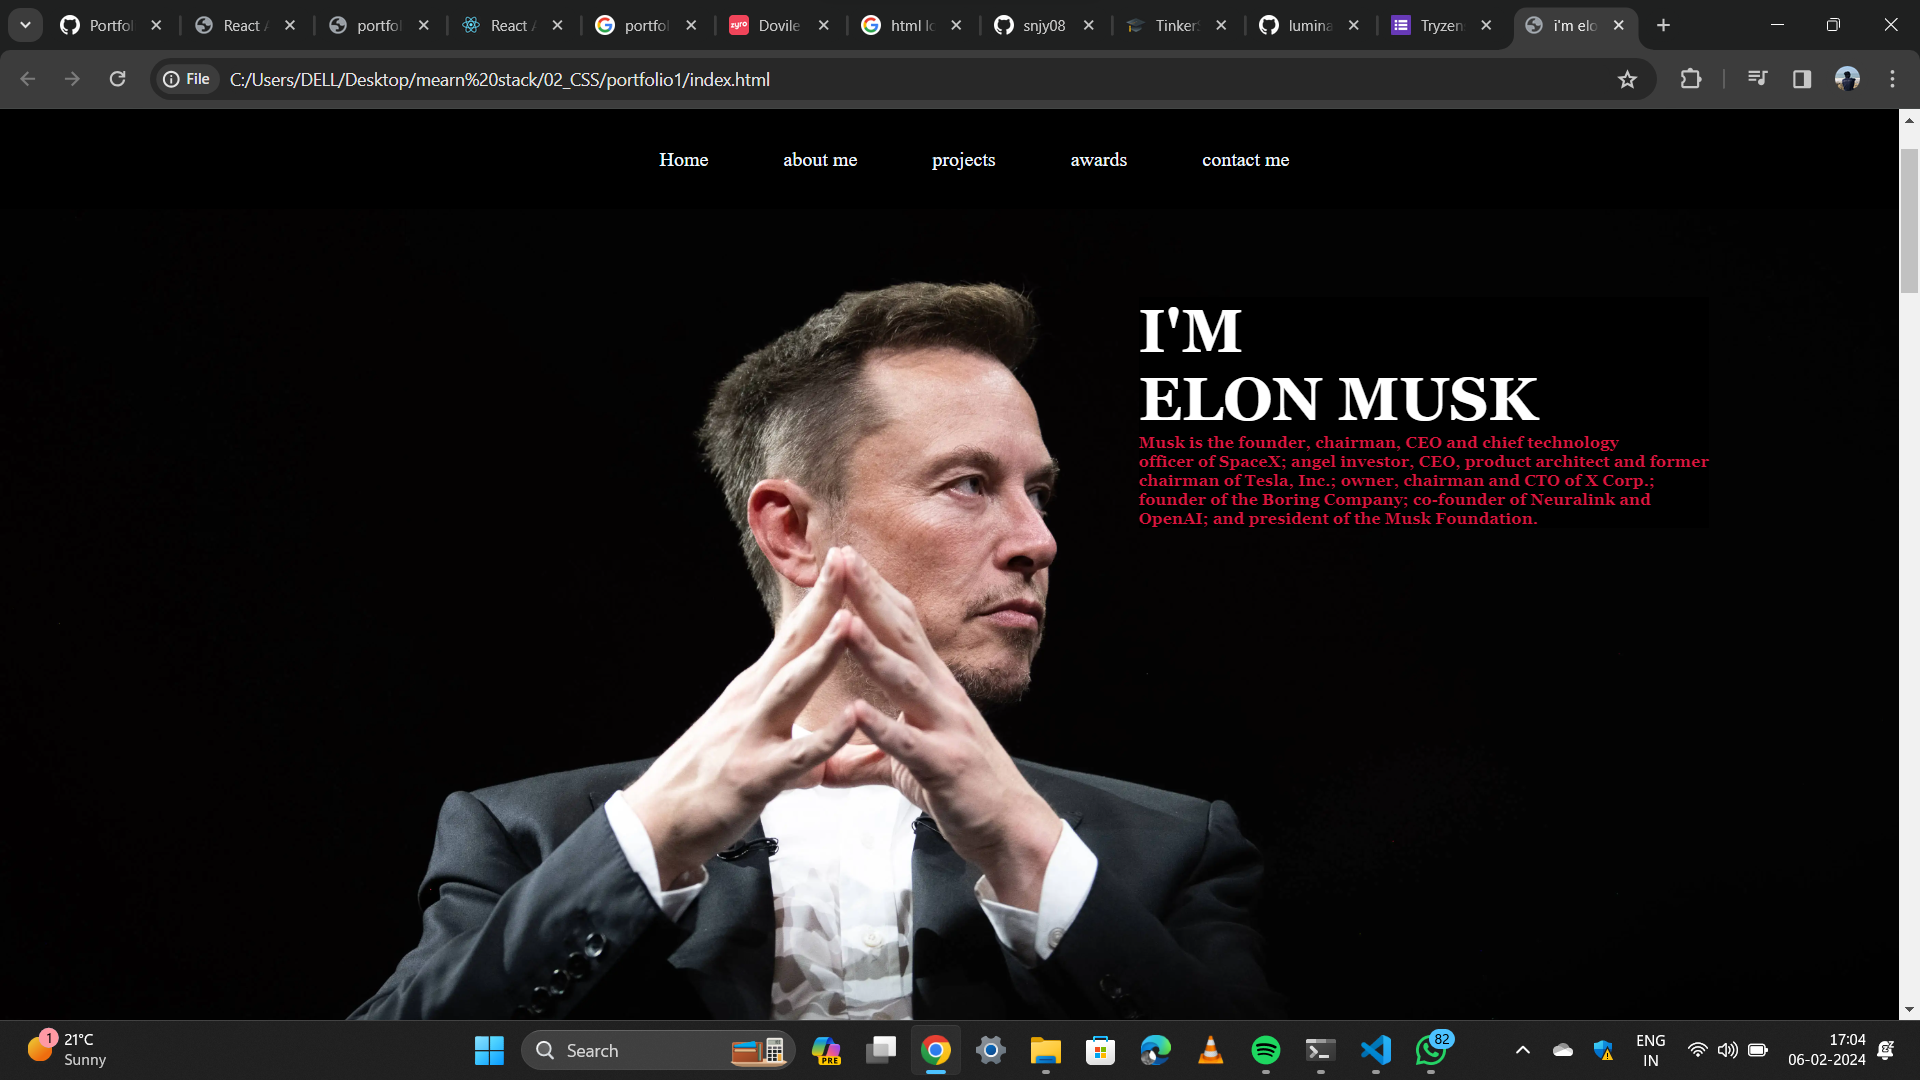 Portfol
React A
portfol
React A
portfol
Dovile
html lo
snjy08
Tinker
lumina
Tryzen
i'm elo
File
C:/Users/DELL/Desktop/mearn%20stack/02_CSS/portfolio1/index.html
Home about me projects awards contact me
I'M
ELON MUSK
Musk is the founder, chairman, CEO and chief technology
officer of SpaceX; angel investor, CEO, product architect and former
chairman of Tesla, Inc.; owner, chairman and CTO of X Corp.;
founder of the Boring Company; co-founder of Neuralink and
OpenAI; and president of the Musk Foundation.
1
21°C
Sunny
Search
PRE
82
ENG
IN
17:04
06-02-2024